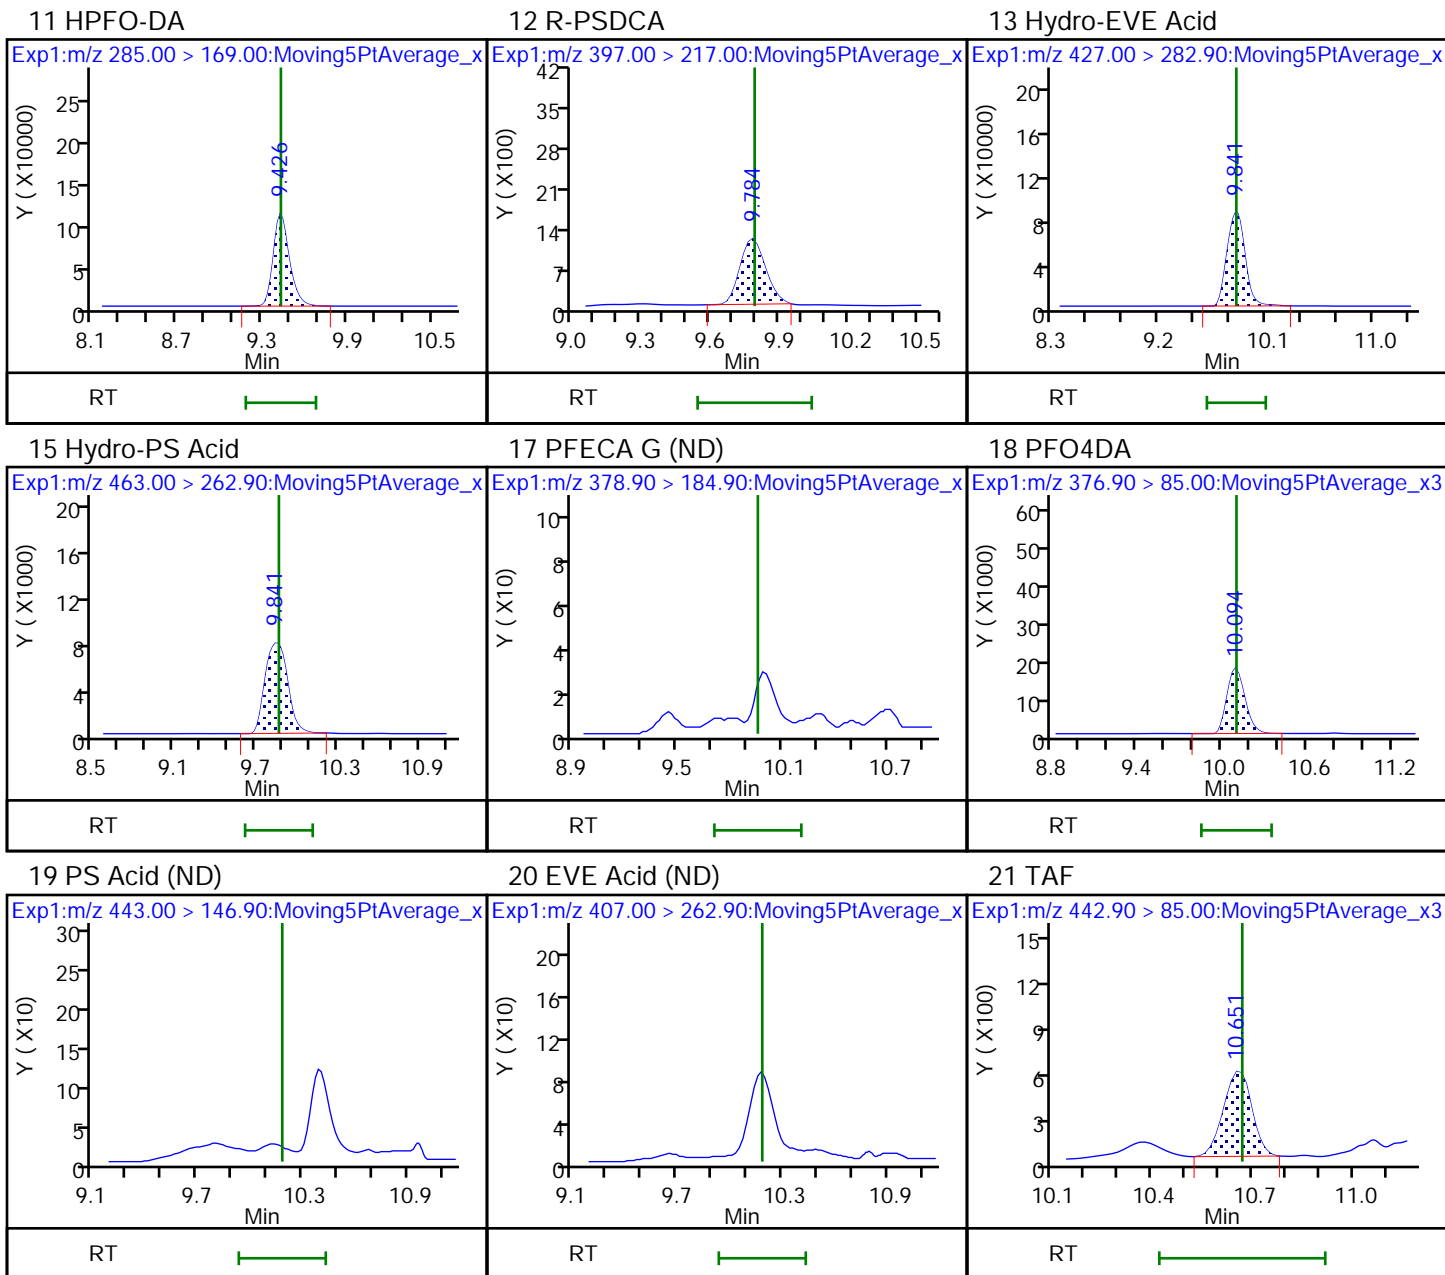 11 HPFO-DA
Exp1:m/z 285.00 > 169.00:Moving5PtAverage_x
Y ( X10000)
25
20
15
10
5
0
9.426
8.1 8.7 9.3 9.9 10.5
Min
RT
12 R-PSDCA
Exp1:m/z 397.00 > 217.00:Moving5PtAverage_x
Y ( X100)
42
35
28
21
14
7
0
9.784
9.0 9.3 9.6 9.9 10.2 10.5
Min
RT
13 Hydro-EVE Acid
Exp1:m/z 427.00 > 282.90:Moving5PtAverage_x
Y ( X10000)
20
16
12
8
4
0
9.841
8.3 9.2 10.1 11.0
Min
RT
15 Hydro-PS Acid
Exp1:m/z 463.00 > 262.90:Moving5PtAverage_x
Y ( X1000)
20
16
12
8
4
0
9.841
8.5 9.1 9.7 10.3 10.9
Min
RT
17 PFECA G (ND)
Exp1:m/z 378.90 > 184.90:Moving5PtAverage_x
Y ( X10)
10
8
6
4
2
0
8.9 9.5 10.1 10.7
Min
RT
18 PFO4DA
Exp1:m/z 376.90 > 85.00:Moving5PtAverage_x3
Y ( X1000)
60
50
40
30
20
10
0
10.094
8.8 9.4 10.0 10.6 11.2
Min
RT
19 PS Acid (ND)
Exp1:m/z 443.00 > 146.90:Moving5PtAverage_x
Y ( X10)
30
25
20
15
10
5
0
9.1 9.7 10.3 10.9
Min
RT
20 EVE Acid (ND)
Exp1:m/z 407.00 > 262.90:Moving5PtAverage_x
Y ( X10)
20
16
12
8
4
0
9.1 9.7 10.3 10.9
Min
RT
21 TAF
Exp1:m/z 442.90 > 85.00:Moving5PtAverage_x3
Y ( X100)
15
12
9
6
3
0
10.651
10.1 10.4 10.7 11.0
Min
RT